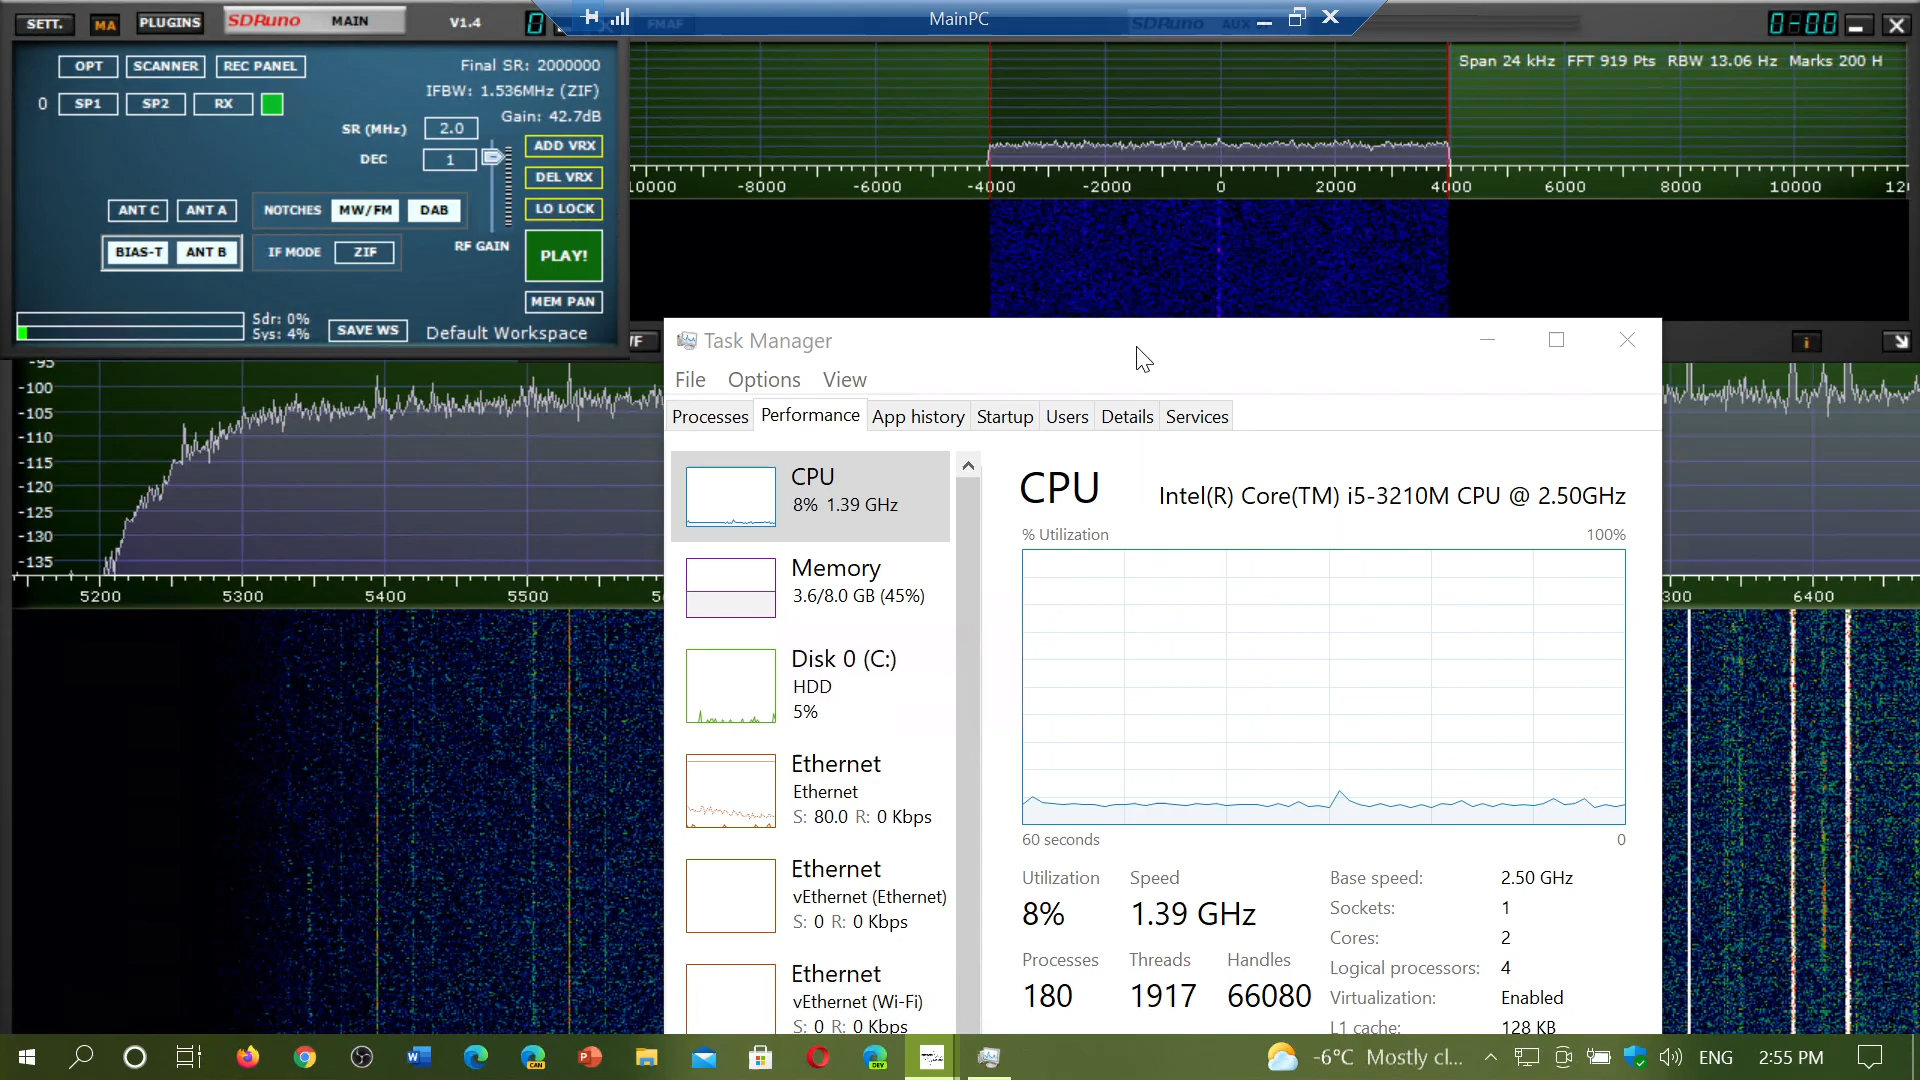 SETT.
MA
PLUGINS
SDRuno MAIN
V1.4
MainPC
0-00
OPT
SCANNER
REC PANEL
Final SR: 2000000
IFBW: 1.536MHz (ZIF)
Gain: 42.7dB
0
SP1
SP2
RX
SR (MHz)
2.0
DEC
1
ADD VRX
DEL VRX
LO LOCK
ANT C
ANT A
NOTCHES
MW/FM
DAB
BIAS-T
ANT B
IF MODE
ZIF
RF GAIN
PLAY!
MEM PAN
Sdr: 0%
Sys: 4%
SAVE WS
Default Workspace
Span 24 kHz FFT 919 Pts RBW 13.06 Hz Marks 200 H
-8000 -6000 -4000 -2000 0 2000 4000 6000 8000 10000
i
-95
-100
-105
-110
-115
-120
-125
-130
-135
5200 5300 5400 5500
6400
Task Manager
File Options View
Processes Performance App history Startup Users Details Services
CPU
8% 1.39 GHz
Memory
3.6/8.0 GB (45%)
Disk 0 (C:)
HDD
5%
Ethernet
Ethernet
S: 80.0 R: 0 Kbps
Ethernet
vEthernet (Ethernet)
S: 0 R: 0 Kbps
Ethernet
vEthernet (Wi-Fi)
S: 0 R: 0 Kbps
CPU
Intel(R) Core(TM) i5-3210M CPU @ 2.50GHz
% Utilization 100%
60 seconds 0
Utilization Speed
8% 1.39 GHz
Processes Threads Handles
180 1917 66080
Base speed: 2.50 GHz
Sockets: 1
Cores: 2
Logical processors: 4
Virtualization: Enabled
L1 cache: 128 KB
-6°C Mostly cl...
ENG
2:55 PM